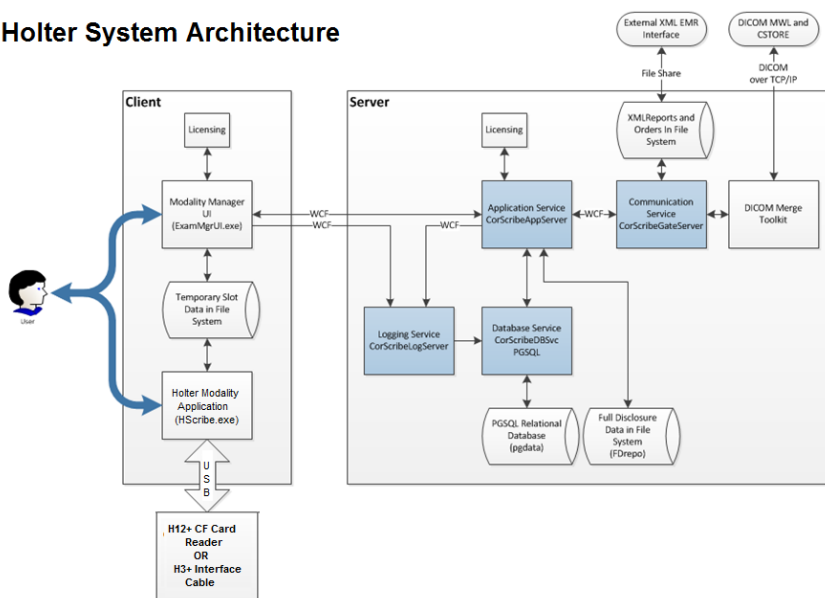 Holter System Architecture
External XML EMR
Interface
DICOM MWL and
CSTORE
File Share
DICOM
over TCP/IP
Client
Server
Licensing
Licensing
XMLReports and
Orders In File
System
Modality Manager
UI
(ExamMgrUI.exe)
WCF
WCF
WCF
Application Service
CorScribeAppServer
WCF
Communication
Service
CorScribeGateServer
DICOM Merge
Toolkit
User
Temporary Slot
Data in File
System
Logging Service
CorScribeLogServer
Database Service
CorScribeDBSvc
PGSQL
Holter Modality
Application
(HScribe.exe)
PGSQL Relational
Database
(pgdata)
Full Disclosure
Data in File
System
(FDrepo)
U
S
B
H12+ CF Card
Reader
OR
H3+ Interface
Cable